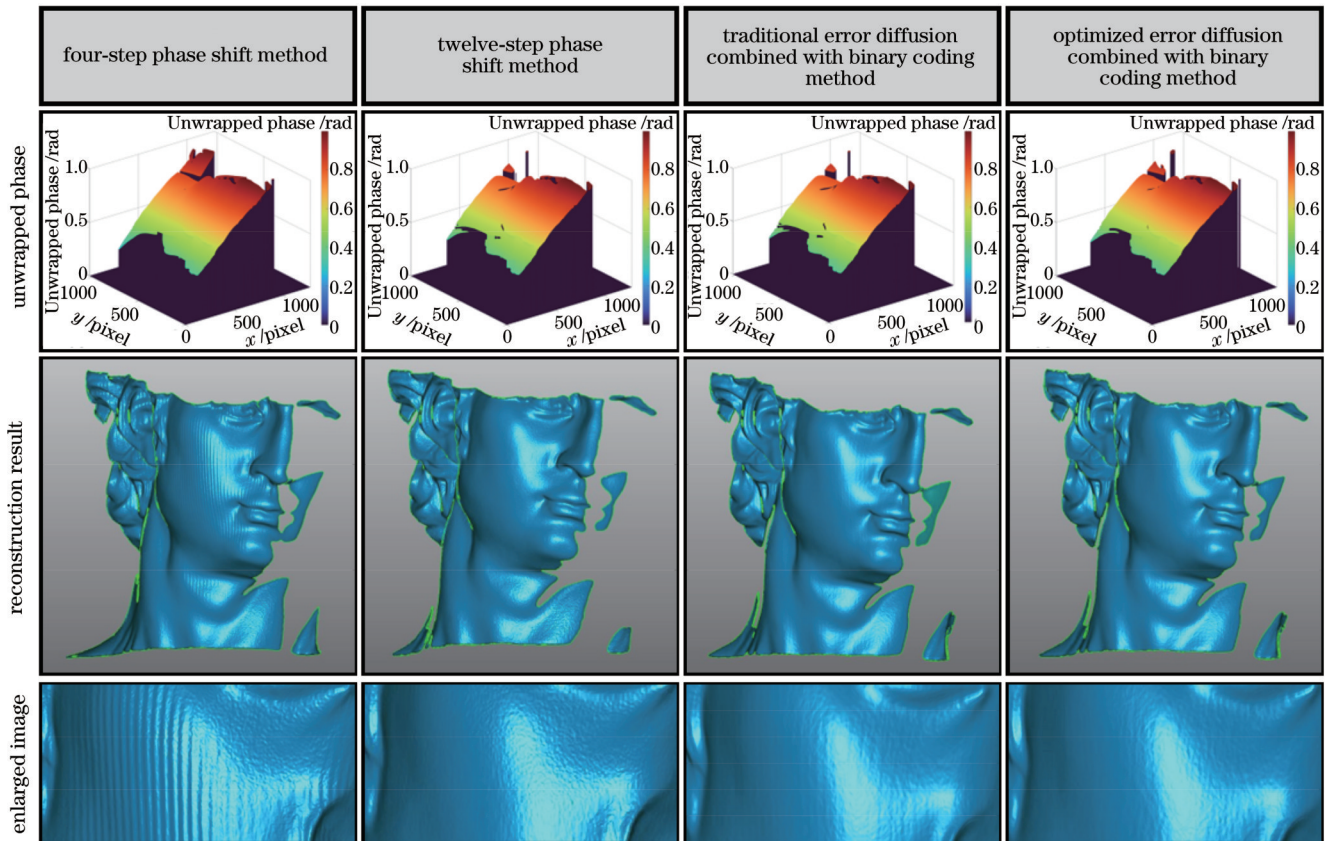 four-step phase shift method
twelve-step phase
shift method
traditional error diffusion
combined with binary coding
method
optimized error diffusion
combined with binary
coding method
unwrapped phase
Unwrapped phase /rad
Unwrapped phase /rad
1.0
0.5
0
1000
500
y /pixel
0
500
x /pixel
1000
0.8
0.6
0.4
0.2
0
Unwrapped phase /rad
Unwrapped phase /rad
1.0
0.5
0
1000
500
y /pixel
0
500
x /pixel
1000
0.8
0.6
0.4
0.2
0
Unwrapped phase /rad
Unwrapped phase /rad
1.0
0.5
0
1000
500
y /pixel
0
500
x /pixel
1000
0.8
0.6
0.4
0.2
0
Unwrapped phase /rad
Unwrapped phase /rad
1.0
0.5
0
1000
500
y /pixel
0
500
x /pixel
1000
0.8
0.6
0.4
0.2
0
reconstruction result
enlarged image